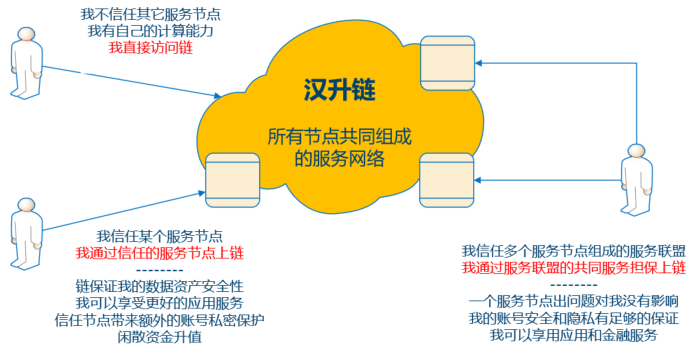 我不信任其它服务节点
我有自己的计算能力
我直接访问链
汉升链
所有节点共同组成
的服务网络
我信任某个服务节点
我通过信任的服务节点上链
--------
链保证我的数据资产安全性
我可以享受更好的应用服务
信任节点带来额外的账号私密保护
闲散资金升值
我信任多个服务节点组成的服务联盟
我通过服务联盟的共同服务担保上链
--------
一个服务节点出问题对我没有影响
我的账号安全和隐私有足够的保证
我可以享用应用和金融服务